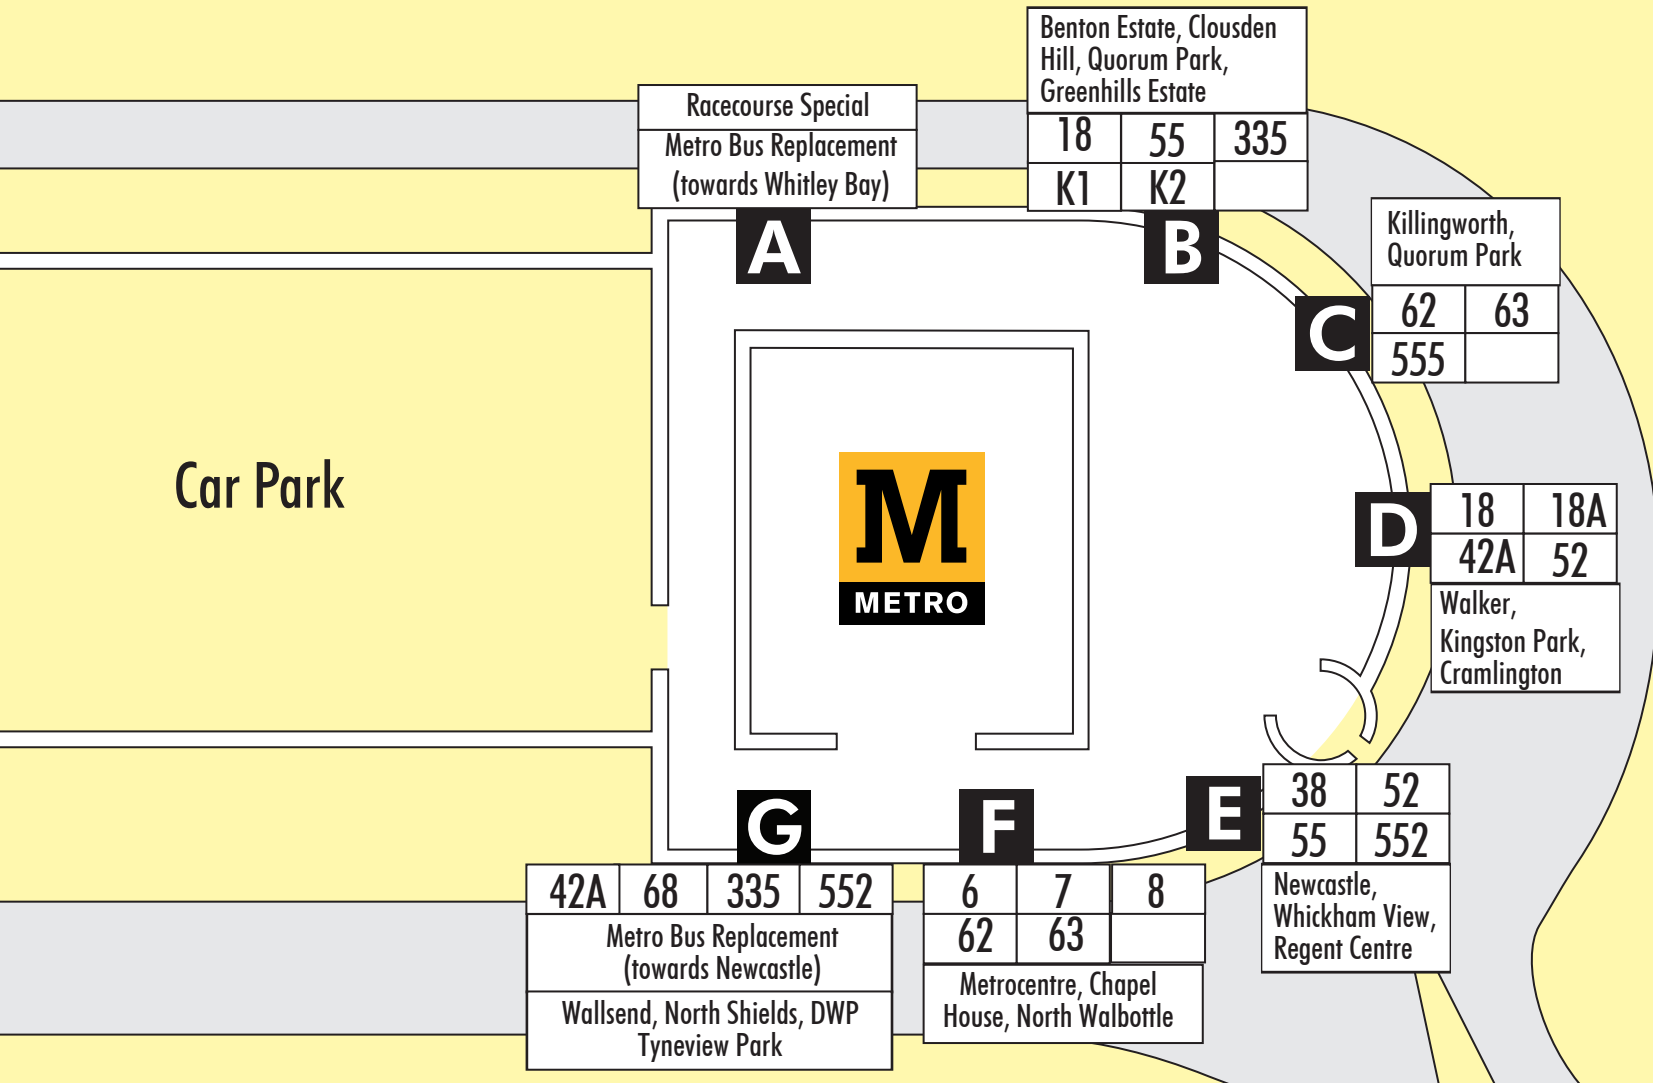 Racecourse Special
Metro Bus Replacement
(towards Whitley Bay)
A
Benton Estate, Clousden
Hill, Quorum Park,
Greenhills Estate
18 55 335
K1 K2
B
Killingworth,
Quorum Park
62 63
555
C
Car Park
M
METRO
D
18 18A
42A 52
Walker,
Kingston Park,
Cramlington
E
38 52
55 552
Newcastle,
Whickham View,
Regent Centre
F
6 7 8
62 63
Metrocentre, Chapel
House, North Walbottle
G
42A 68 335 552
Metro Bus Replacement
(towards Newcastle)
Wallsend, North Shields, DWP
Tyneview Park